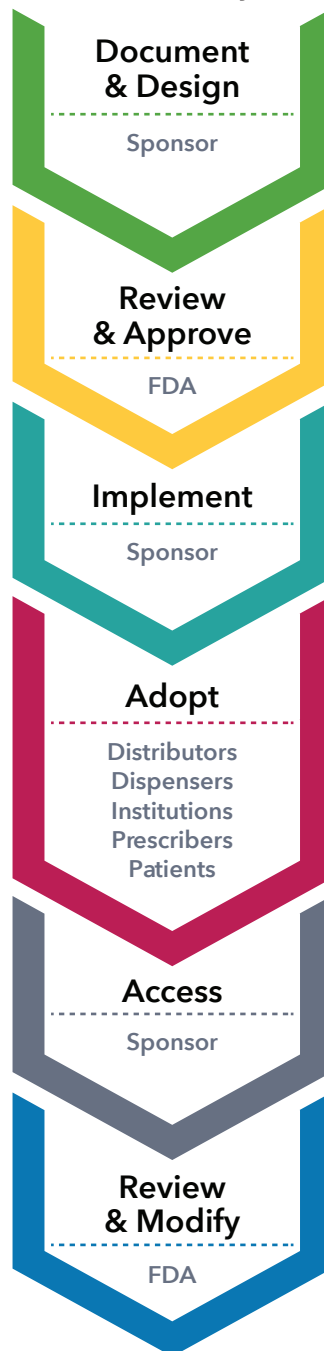 Document
& Design
Sponsor
Review
& Approve
FDA
Implement
Sponsor
Adopt
Distributors
Dispensers
Institutions
Prescribers
Patients
Access
Sponsor
Review
& Modify
FDA